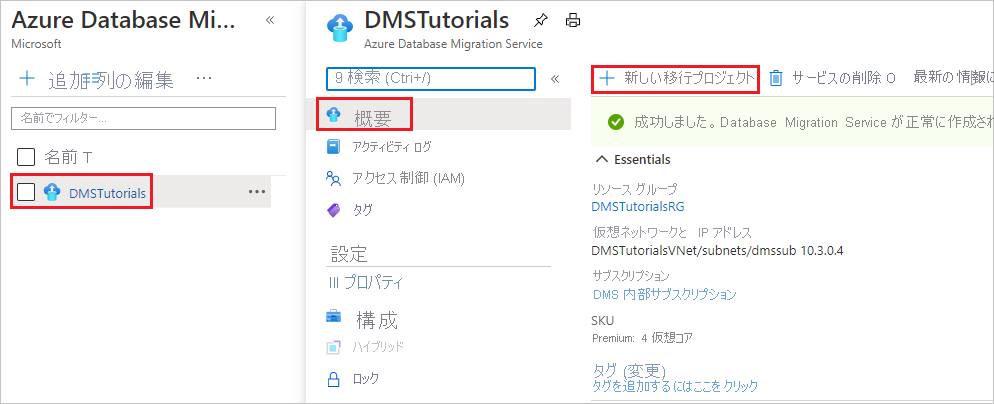 Azure Database Mi...
Microsoft
«
追加列の編集
...
名前でフィルター...
名前 T
DMSTutorials
...
DMSTutorials
Azure Database Migration Service
9 検索 (Ctri+/)
«
概要
アクティビティ ログ
アクセス制御 (IAM)
タグ
設定
III プロパティ
構成
ハイブリッド
ロック
新しい移行プロジェクト
サービスの削除 O
最新の情報に
成功しました。Database Migration Service が正常に作成され
Essentials
リソース グループ
DMSTutorialsRG
仮想ネットワークと IP アドレス
DMSTutorialsVNet/subnets/dmssub 10.3.0.4
サブスクリプション
DMS 内部サブスクリプション
SKU
Premium: 4 仮想コア
タグ (変更)
タグを追加するにはここをクリック